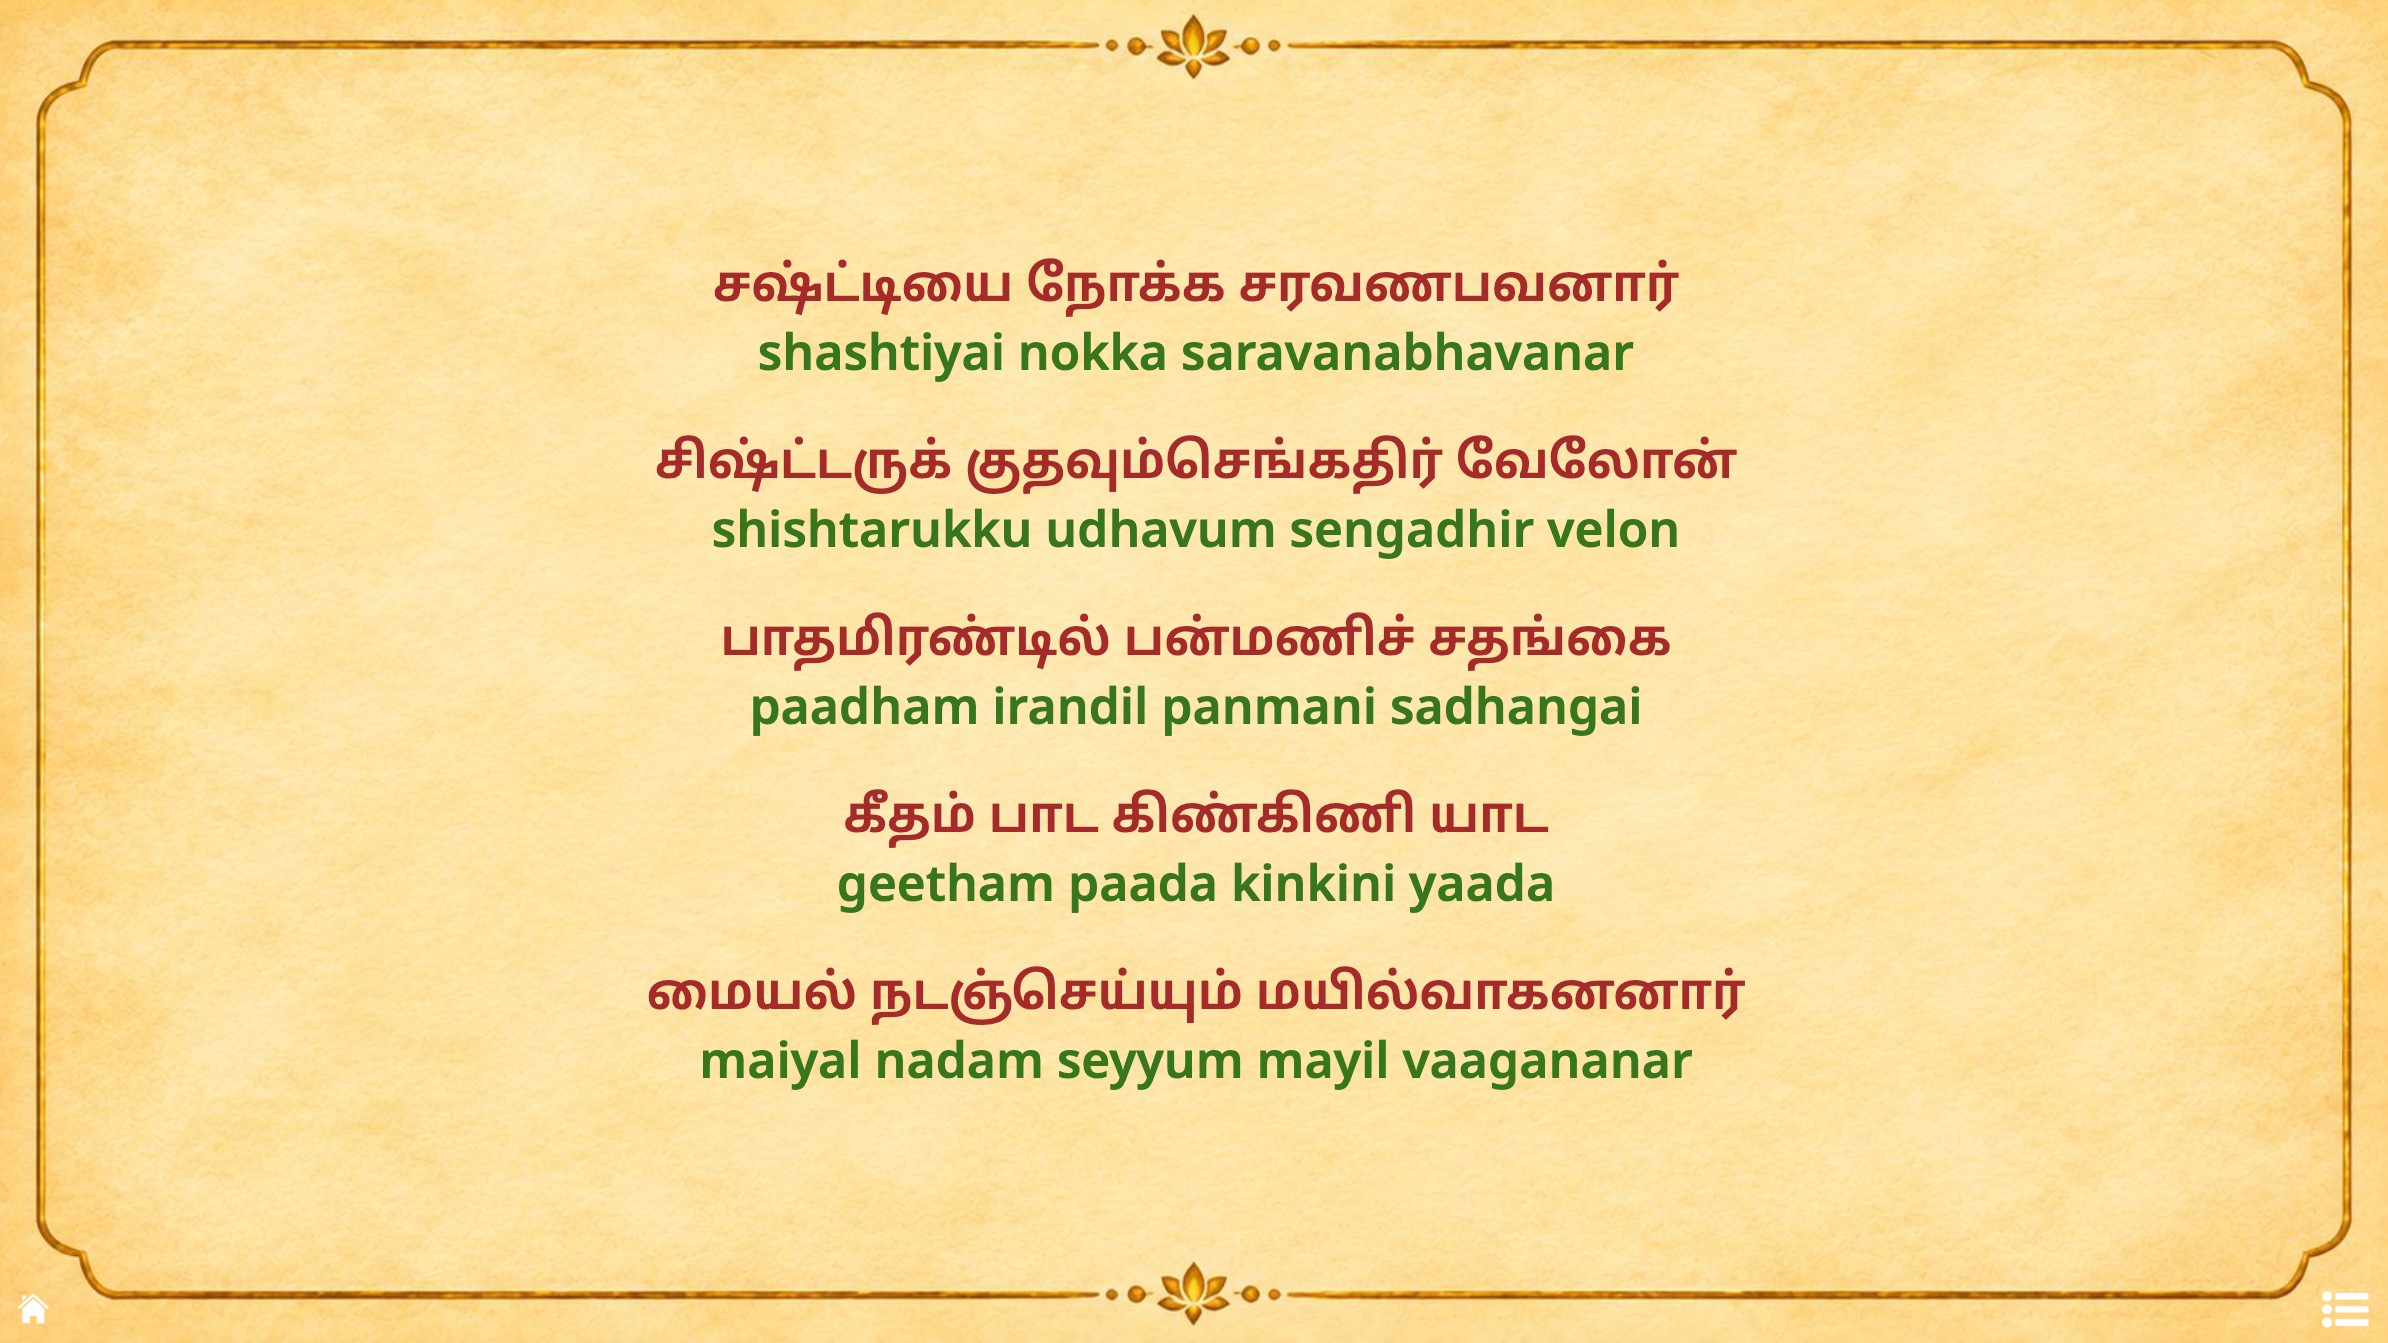 சஷ்ட்டியை நோக்க சரவணபவனார்
shashtiyai nokka saravanabhavanar
சிஷ்ட்டருக் குதவும்செங்கதிர் வேலோன்
shishtarukku udhavum sengadhir velon
பாதமிரண்டில் பன்மணிச் சதங்கை
paadham irandil panmani sadhangai
கீதம் பாட கிண்கிணி யாட
geetham paada kinkini yaada
மையல் நடஞ்செய்யும் மயில்வாகனனார்
maiyal nadam seyyum mayil vaagananar